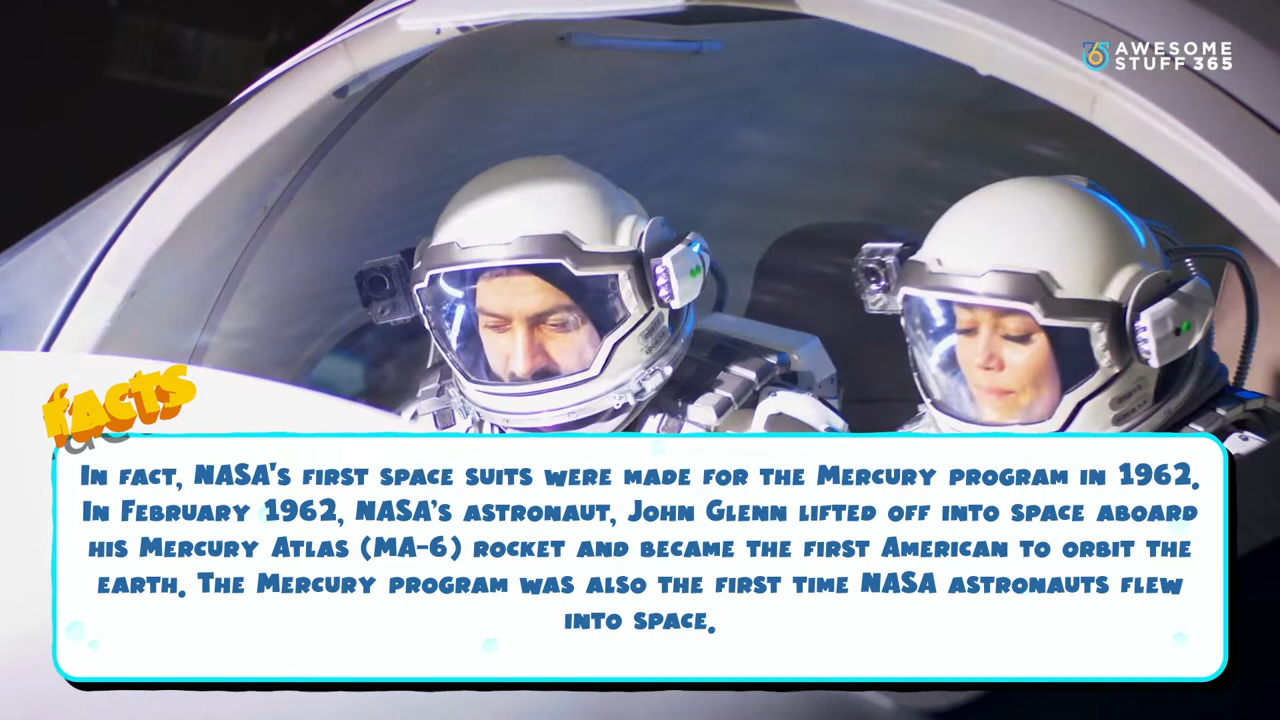 AWESOME
STUFF 365
FACTS
In fact, NASA's first space suits were made for the Mercury program in 1962.
In February 1962, NASA's astronaut, John Glenn lifted off into space aboard
his Mercury Atlas (MA-6) rocket and became the first American to orbit the
earth. The Mercury program was also the first time NASA astronauts flew
into space.